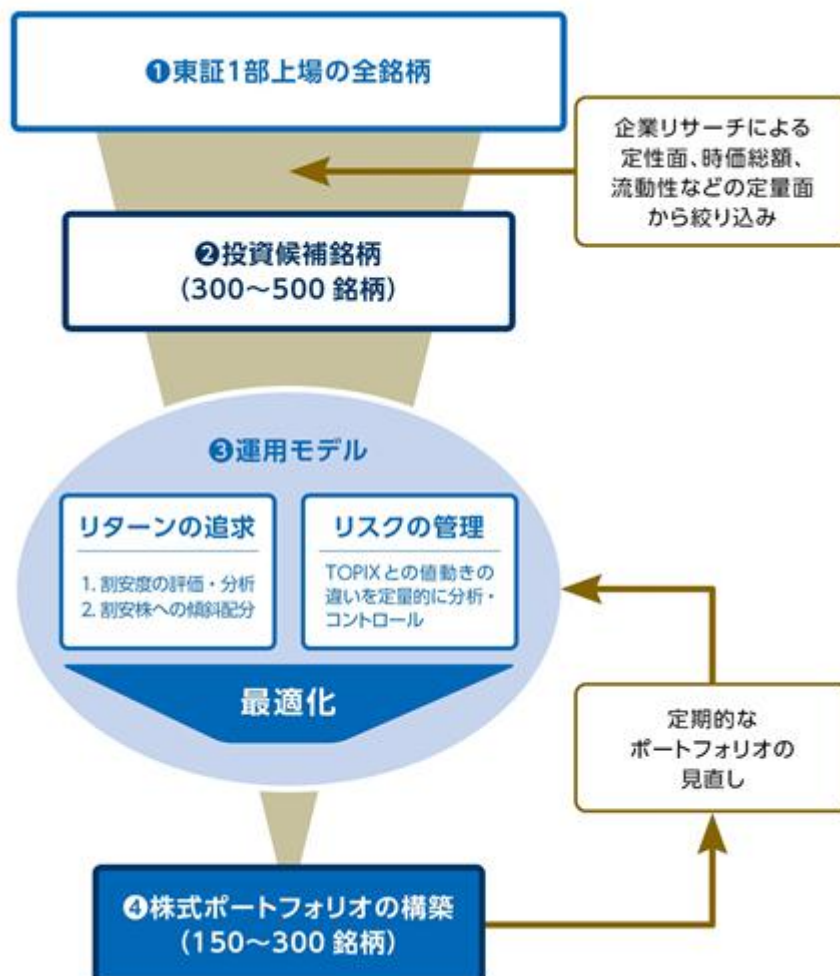 ❶東証1部上場の全銘柄
企業リサーチによる
定性面、時価総額、
流動性などの定量面
から絞り込み
❷投資候補銘柄
(300〜500 銘柄)
❸運用モデル
リターンの追求
1. 割安度の評価・分析
2. 割安株への傾斜配分
リスクの管理
TOPIXとの値動きの
違いを定量的に分析・
コントロール
最適化
定期的な
ポートフォリオの
見直し
❹株式ポートフォリオの構築
(150〜300 銘柄)